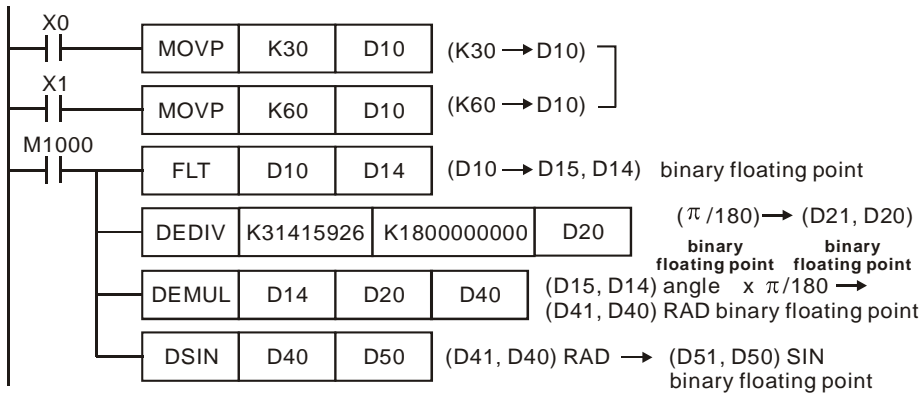 X0
MOVP K30 D10 (K30 → D10)
X1
MOVP K60 D10 (K60 → D10)
M1000
FLT D10 D14 (D10 → D15, D14) binary floating point
DEDIV K31415926 K1800000000 D20 (π/180) → (D21, D20)
binary floating point binary floating point
DEMUL D14 D20 D40 (D15, D14) angle x π/180 →
(D41, D40) RAD binary floating point
DSIN D40 D50 (D41, D40) RAD → (D51, D50) SIN
binary floating point